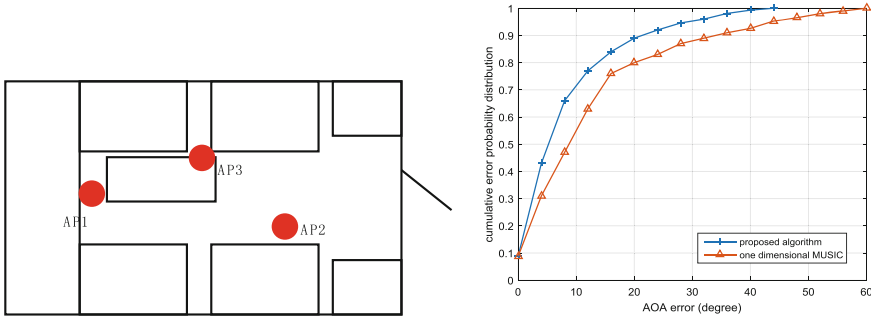 AP3
AP1
AP2
cumulative error probability distribution
1
0.9
0.8
0.7
0.6
0.5
0.4
0.3
0.2
0.1
0
0 10 20 30 40 50 60
AOA error (degree)
proposed algorithm
one dimensional MUSIC